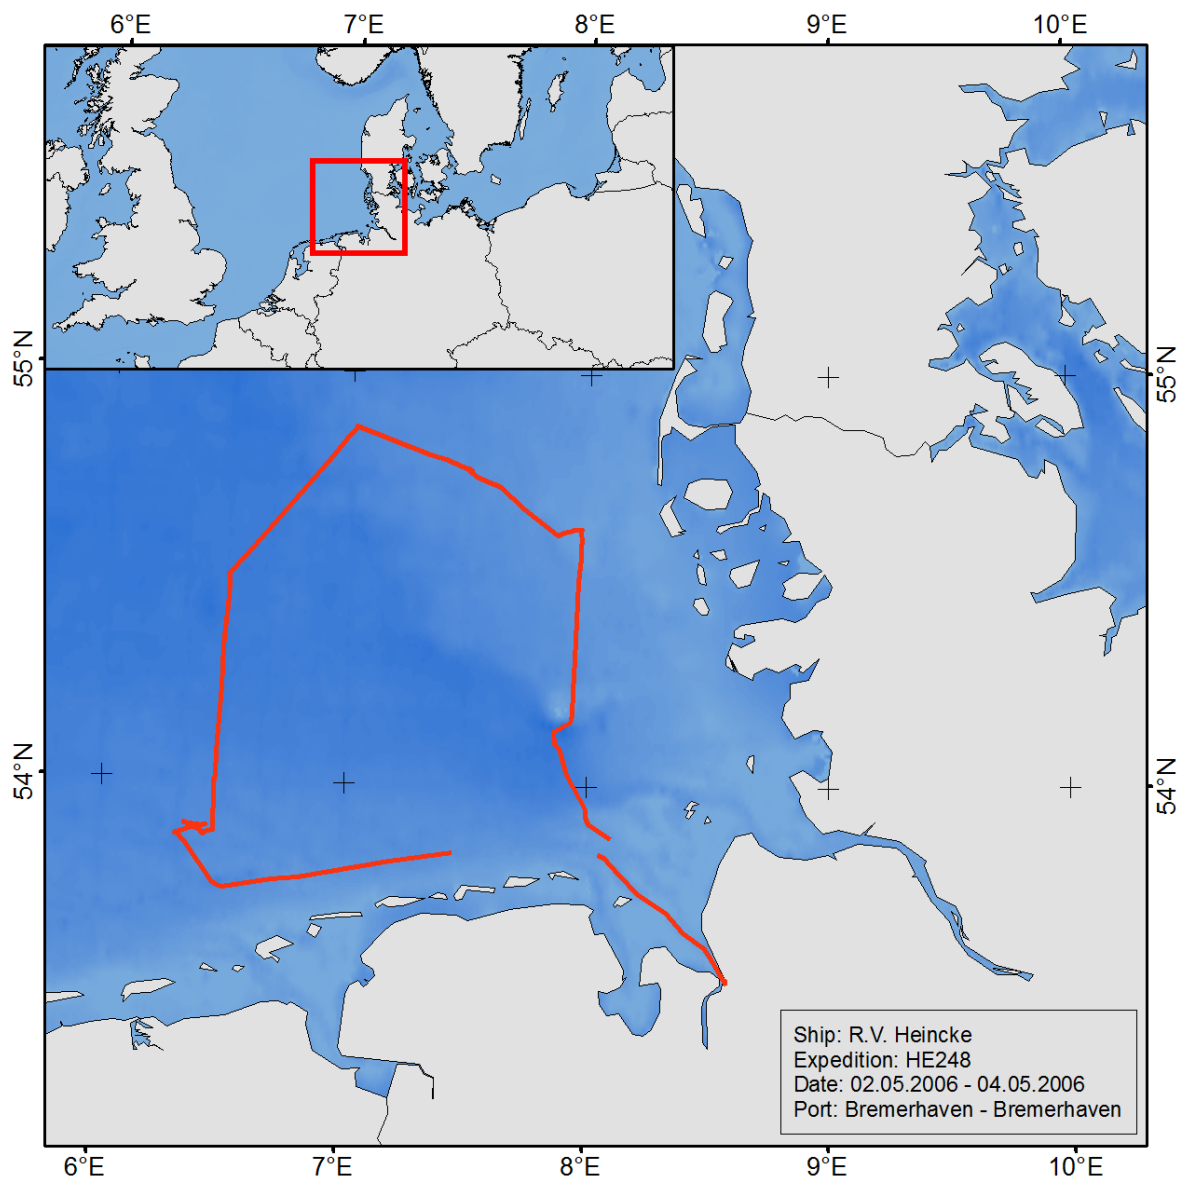 6°E 7°E 8°E 9°E 10°E
55°N 55°N
54°N 54°N
Ship: R.V. Heincke
Expedition: HE248
Date: 02.05.2006 - 04.05.2006
Port: Bremerhaven - Bremerhaven
6°E 7°E 8°E 9°E 10°E